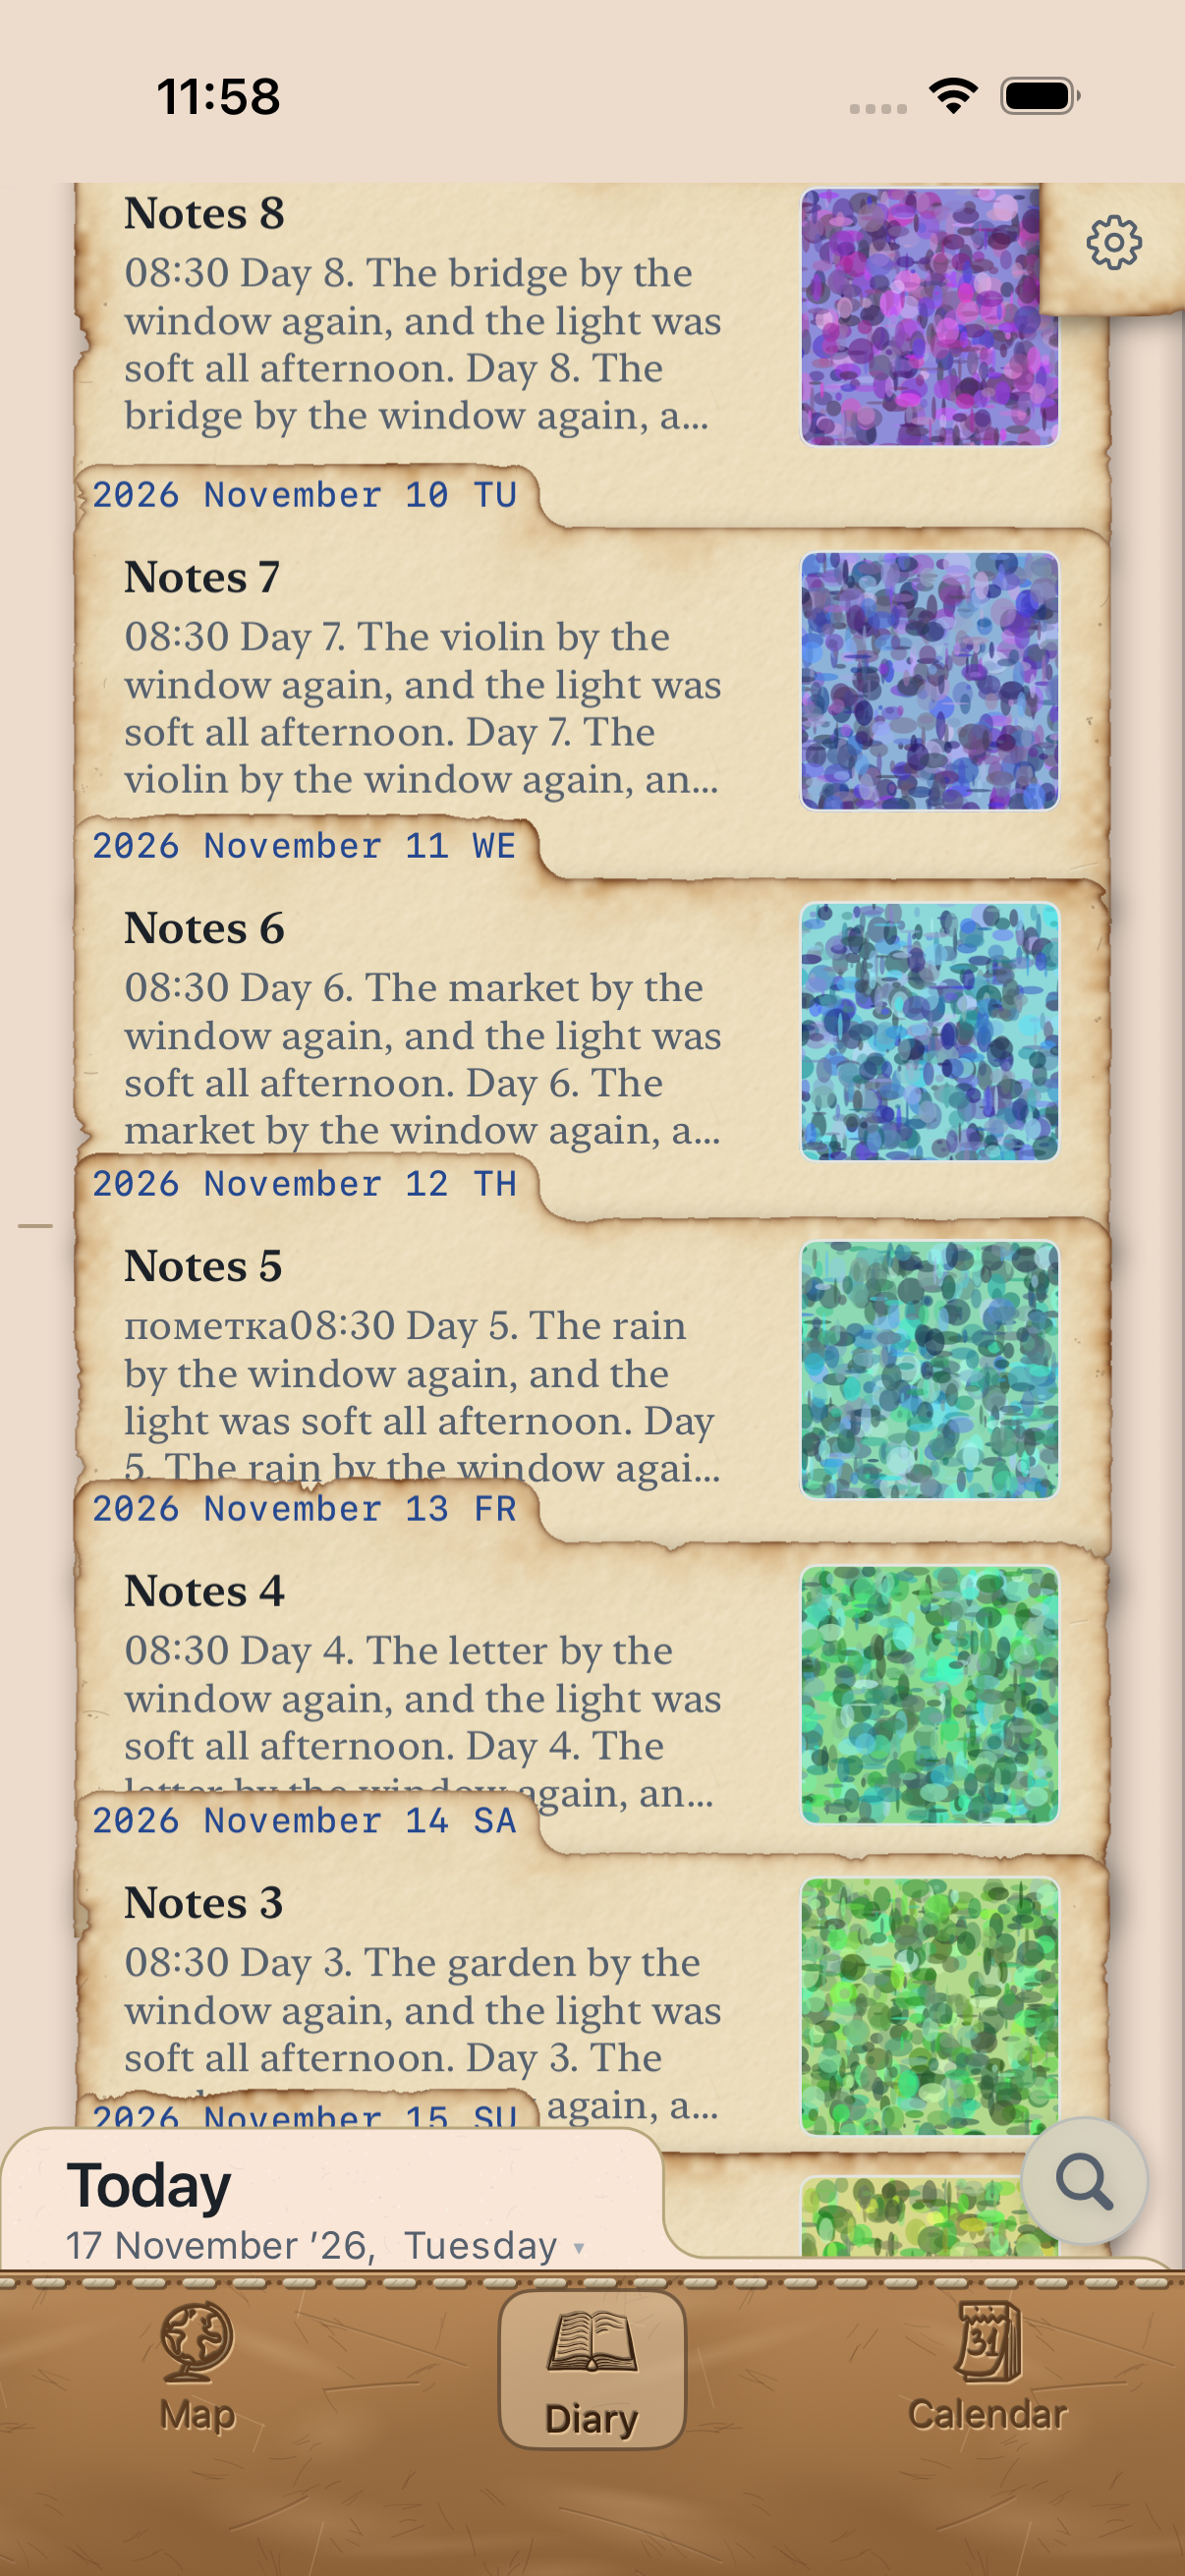 11:58
Notes 8
08:30 Day 8. The bridge by the
window again, and the light was
soft all afternoon. Day 8. The
bridge by the window again, a...
2026 November 10 TU
Notes 7
08:30 Day 7. The violin by the
window again, and the light was
soft all afternoon. Day 7. The
violin by the window again, an...
2026 November 11 WE
Notes 6
08:30 Day 6. The market by the
window again, and the light was
soft all afternoon. Day 6. The
market by the window again, a...
2026 November 12 TH
Notes 5
пометка08:30 Day 5. The rain
by the window again, and the
light was soft all afternoon. Day
5. The rain by the window agai...
2026 November 13 FR
Notes 4
08:30 Day 4. The letter by the
window again, and the light was
soft all afternoon. Day 4. The
letter by the window again, an...
2026 November 14 SA
Notes 3
08:30 Day 3. The garden by the
window again, and the light was
soft all afternoon. Day 3. The
again, a...
2026 November 15 SU
Today
17 November ’26, Tuesday
Map
Diary
31
Calendar